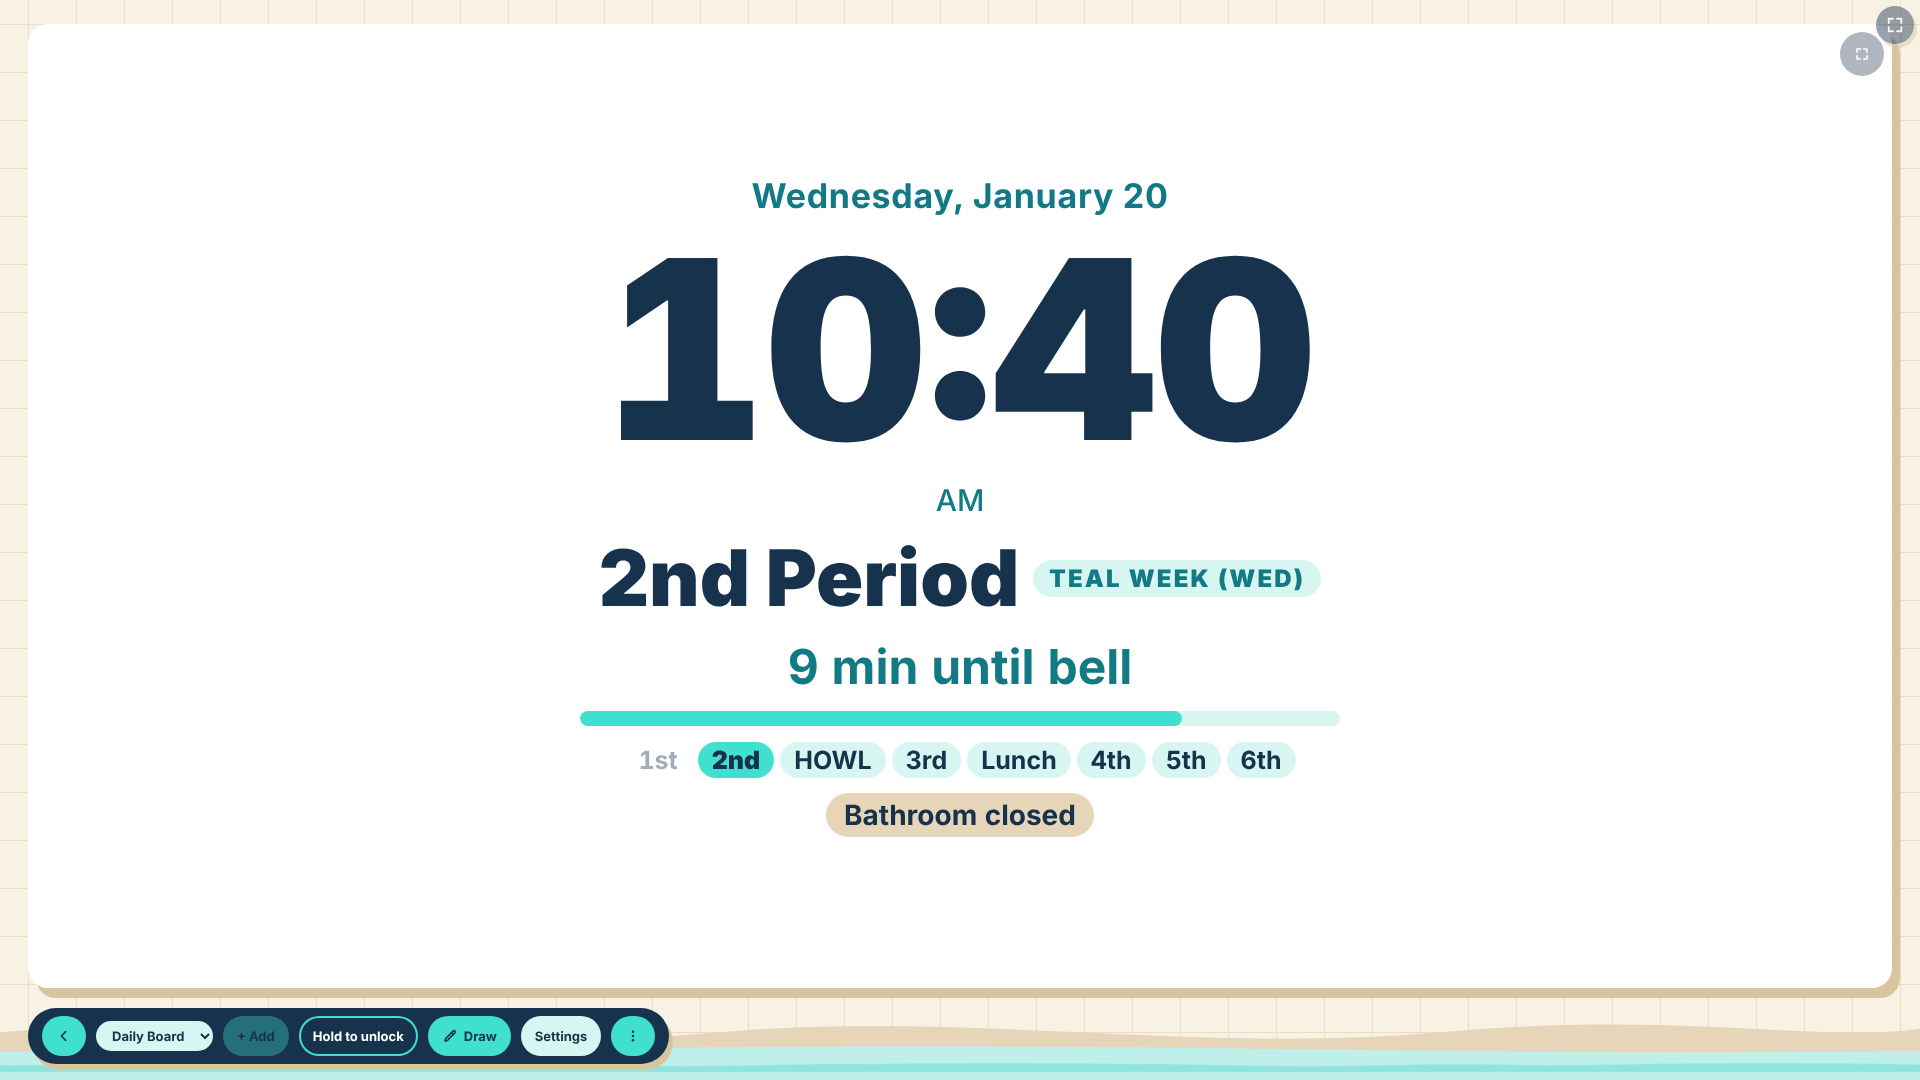 Wednesday, January 20
10:40
AM
2nd Period TEAL WEEK (WED)
9 min until bell
1st 2nd HOWL 3rd Lunch 4th 5th 6th
Bathroom closed
Daily Board + Add Hold to unlock Draw Settings